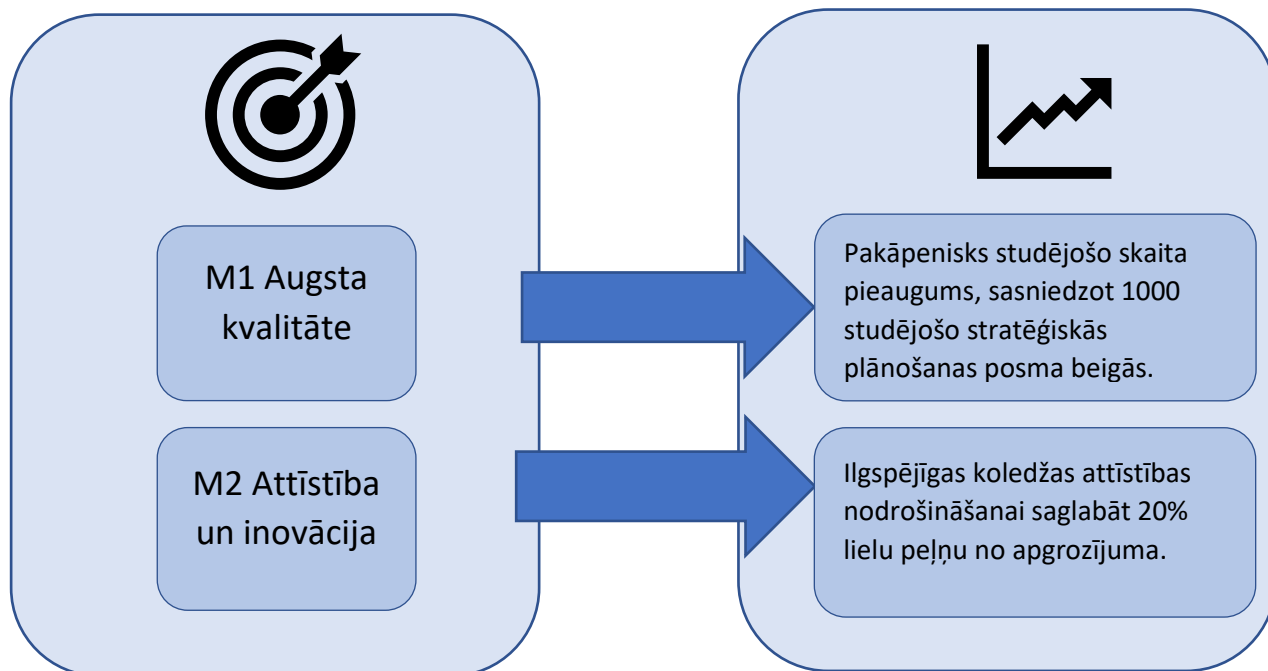 M1 Augsta
kvalitāte
Pakāpenisks studējošo skaita
pieaugums, sasniedzot 1000
studējošo stratēģiskās
plānošanas posma beigās.
M2 Attīstība
un inovācija
Ilgspējīgas koledžas attīstības
nodrošināšanai saglabāt 20%
lielu peļņu no apgrozījuma.